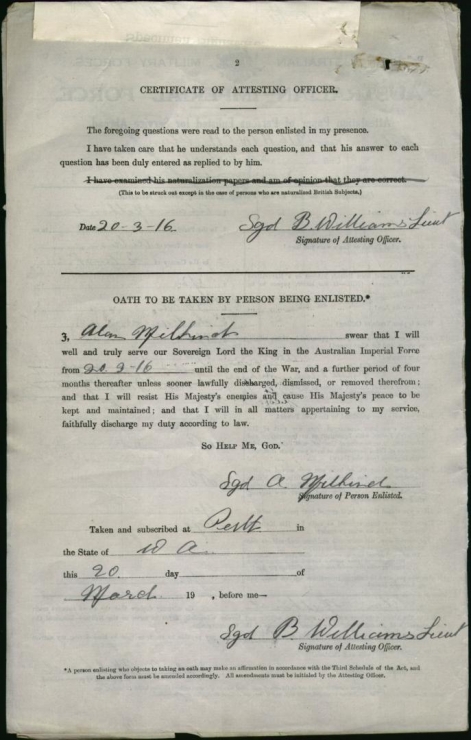 2
CERTIFICATE OF ATTESTING OFFICER.
The foregoing questions were read to the person enlisted in my presence.
I have taken care that he understands each question, and that his answer to each
question has been duly entered as replied to by him.
I have examined his naturalization papers and am of opinion that they are correct.
(This to be struck out except in the case of persons who are naturalized British Subjects.)
Date 20-3-16. Sgd B. Williams Lieut
Signature of Attesting Officer.
OATH TO BE TAKEN BY PERSON BEING ENLISTED.*
I, Alan swear that I will
well and truly serve our Sovereign Lord the King in the Australian Imperial Force
from until the end of the War, and a further period of four
months thereafter unless sooner lawfully discharged, dismissed, or removed therefrom;
and that I will resist His Majesty's enemies and cause His Majesty's peace to be
kept and maintained; and that I will in all matters appertaining to my service,
faithfully discharge my duty according to law.
SO HELP ME, GOD.
Sgd A.
Signature of Person Enlisted.
Taken and subscribed at Perth in
the State of W A
this 20 day of
March 19 , before me—
Sgd B. Williams Lieut
Signature of Attesting Officer.
*A person enlisting who objects to taking an oath may make an affirmation in accordance with the Third Schedule of the Act, and
the above form must be amended accordingly. All amendments must be initialed by the Attesting Officer.